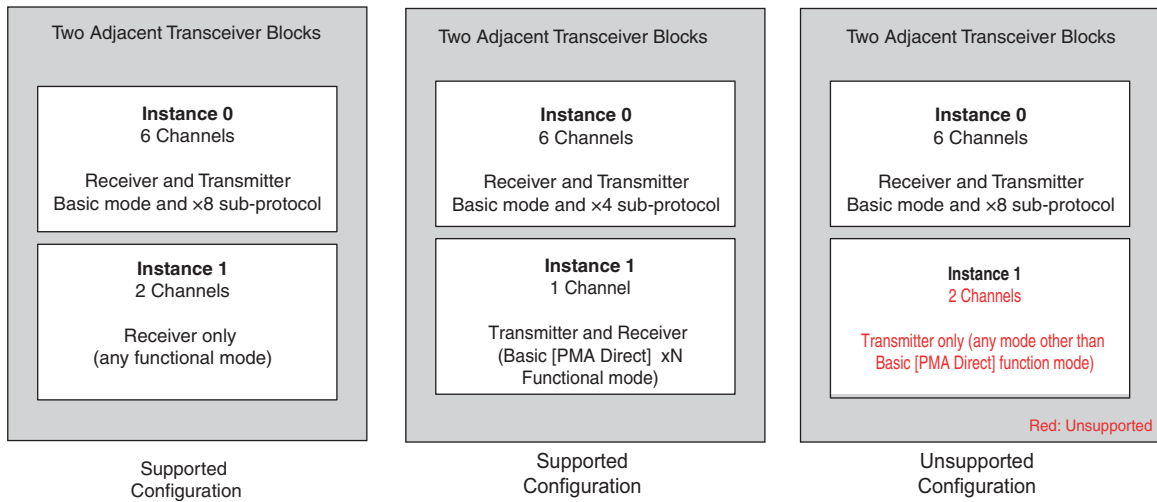 Two Adjacent Transceiver Blocks
Instance 0
6 Channels
Receiver and Transmitter
Basic mode and ×8 sub-protocol
Instance 1
2 Channels
Receiver only
(any functional mode)
Supported
Configuration
Two Adjacent Transceiver Blocks
Instance 0
6 Channels
Receiver and Transmitter
Basic mode and ×4 sub-protocol
Instance 1
1 Channel
Transmitter and Receiver
(Basic [PMA Direct] xN
Functional mode)
Supported
Configuration
Two Adjacent Transceiver Blocks
Instance 0
6 Channels
Receiver and Transmitter
Basic mode and ×8 sub-protocol
Instance 1
2 Channels
Transmitter only (any mode other than
Basic [PMA Direct] function mode)
Red: Unsupported
Unsupported
Configuration